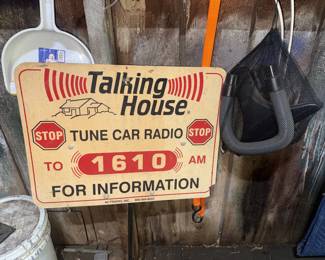 Talking
House®
STOP TUNE CAR RADIO STOP
TO 1610 AM
FOR INFORMATION